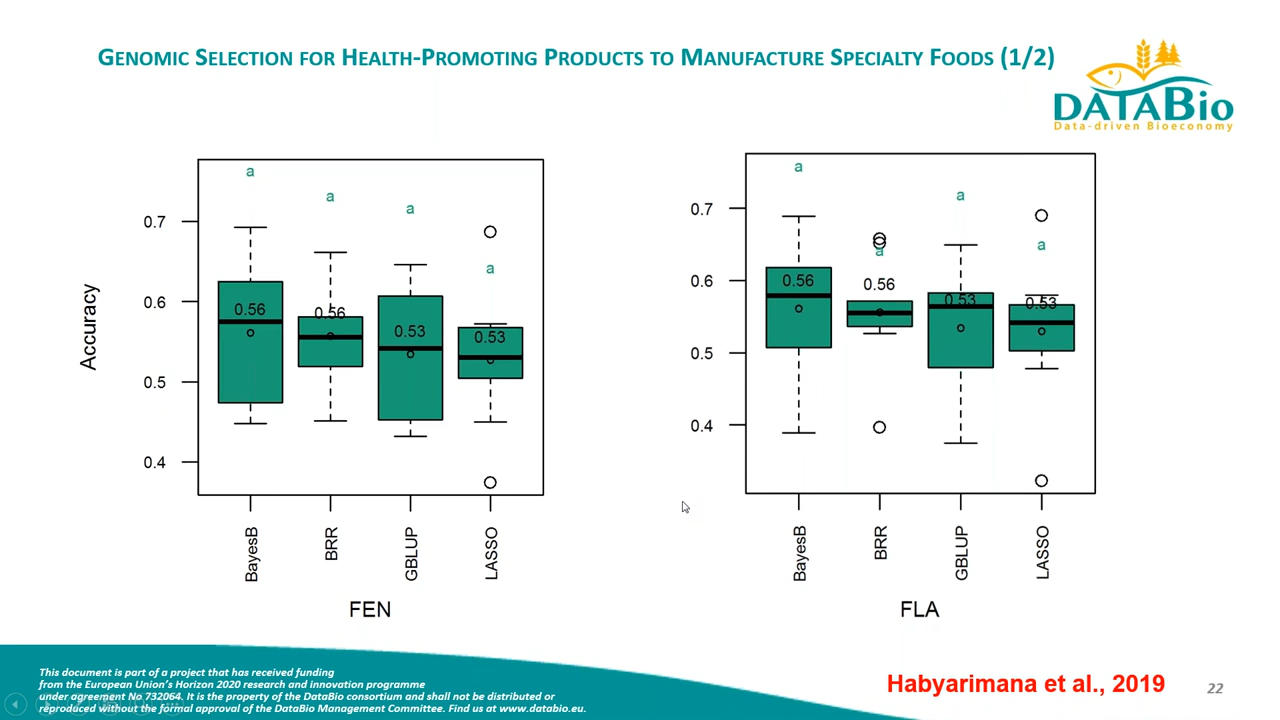 GENOMIC SELECTION FOR HEALTH-PROMOTING PRODUCTS TO MANUFACTURE SPECIALTY FOODS (1/2)
DATABIO
Data-driven Bioeconomy
Accuracy
0.7
0.6
0.5
0.4
a
a
a
a
0.56
0.56
0.53
0.53
BayesB
BRR
GBLUP
LASSO
FEN
0.7
0.6
0.5
0.4
a
a
a
a
0.56
0.56
0.53
0.53
BayesB
BRR
GBLUP
LASSO
FLA
This document is part of a project that has received funding
from the European Union's Horizon 2020 research and innovation programme
under agreement No 732064. It is the property of the DataBio consortium and shall not be distributed or
reproduced without the formal approval of the DataBio Management Committee. Find us at www.databio.eu.
Habyarimana et al., 2019
22